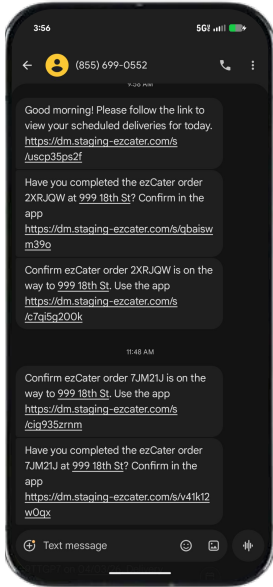 3:56
5G
(855) 699-0552
9:38 AM
Good morning! Please follow the link to
view your scheduled deliveries for today.
https://dm.staging-ezcater.com/s
/uscp35ps2f
Have you completed the ezCater order
2XRJQW at 999 18th St? Confirm in the
app
https://dm.staging-ezcater.com/s/qbaisw
m39o
Confirm ezCater order 2XRJQW is on the
way to 999 18th St. Use the app
https://dm.staging-ezcater.com/s
/c7qi5g200k
11:48 AM
Confirm ezCater order 7JM21J is on the
way to 999 18th St. Use the app
https://dm.staging-ezcater.com/s
/cig935zrnm
Have you completed the ezCater order
7JM21J at 999 18th St? Confirm in the
app
https://dm.staging-ezcater.com/s/v41k12
w0qx
Text message